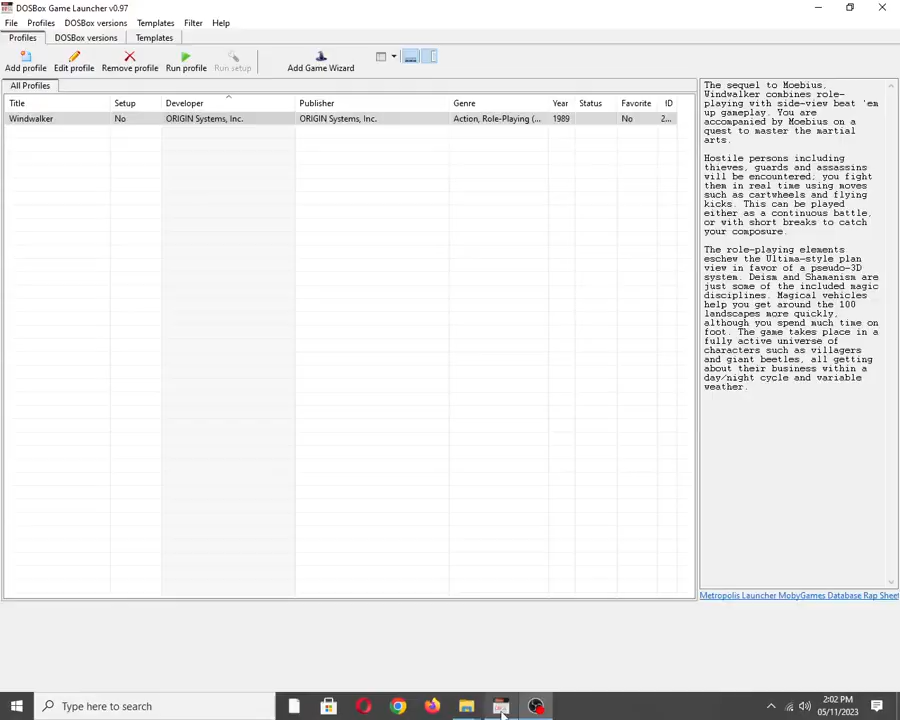 DOSBox Game Launcher v0.97
File Profiles DOSBox versions Templates Filter Help
Profiles DOSBox versions Templates
Add profile Edit profile Remove profile Run profile Run setup Add Game Wizard
All Profiles
Title Setup Developer Publisher Genre Year Status Favorite ID
Windwalker No ORIGIN Systems, Inc. ORIGIN Systems, Inc. Action, Role-Playing (... 1989 No 2...
The sequel to Moebius,
Windwalker combines role-
playing with side-view beat 'em
up gameplay. You are
accompanied by Moebius on a
quest to master the martial
arts.
Hostile persons including
thieves, guards and assassins
will be encountered; you fight
them in real time using moves
such as cartwheels and flying
kicks. This can be played
either as a continuous battle,
or with short breaks to catch
your composure.
The role-playing elements
eschew the Ultima-style plan
view in favor of a pseudo-3D
system. Deism and Shamanism are
just some of the included magic
disciplines. Magical vehicles
help you get around the 100
landscapes more quickly,
although you spend much time on
foot. The game takes place in a
fully active universe of
characters such as villagers
and giant beetles, all getting
about their business within a
day/night cycle and variable
weather.
Metropolis Launcher MobyGames Database Rap Sheet
Type here to search
2:02 PM
05/11/2023